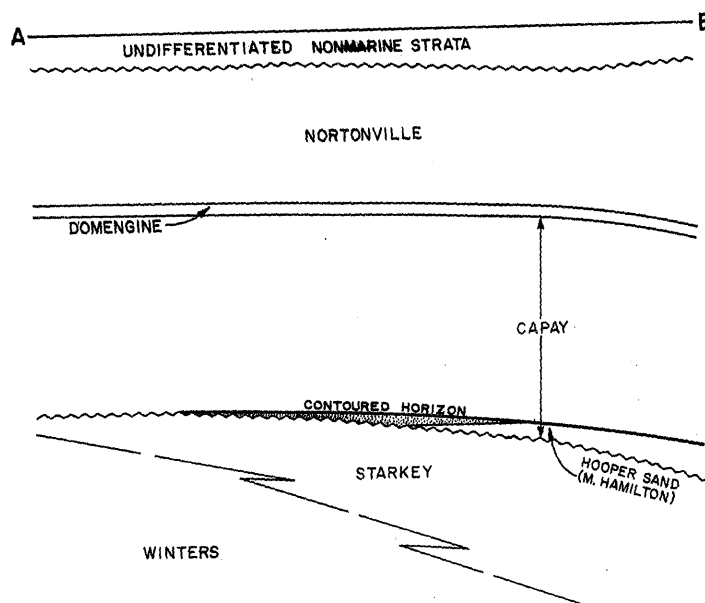 A
B
UNDIFFERENTIATED NONMARINE STRATA
NORTONVILLE
DOMENGINE
CAPAY
CONTOURED HORIZON
HOOPER SAND
(M. HAMILTON)
STARKEY
WINTERS